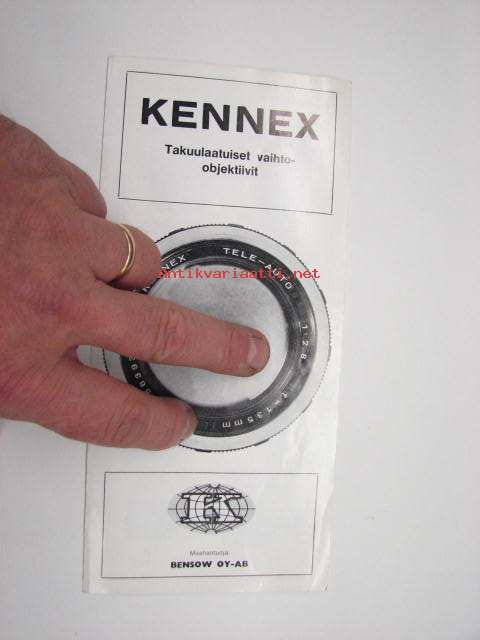 KENNEX
Takuulaatuiset vaihto-
objektiivit
TELE-AUTO 1:2.8 f=135mm
antikvariaatti.net
Maahantuoja:
BENSOW OY-AB